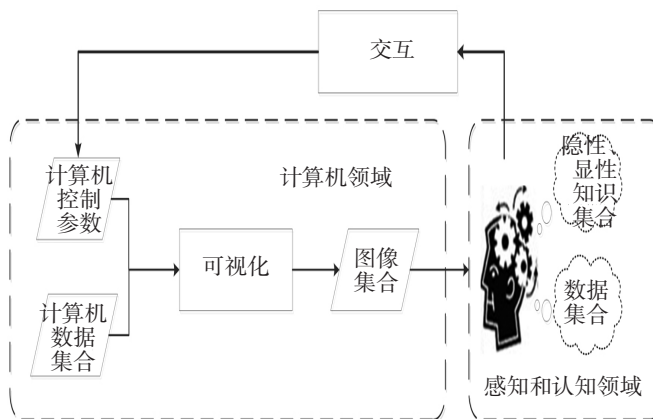 交互
计算机
控制
参数
计算机领域
可视化
图像
集合
计算机
数据
集合
隐性、
显性
知识
集合
数据
集合
感知和认知领域